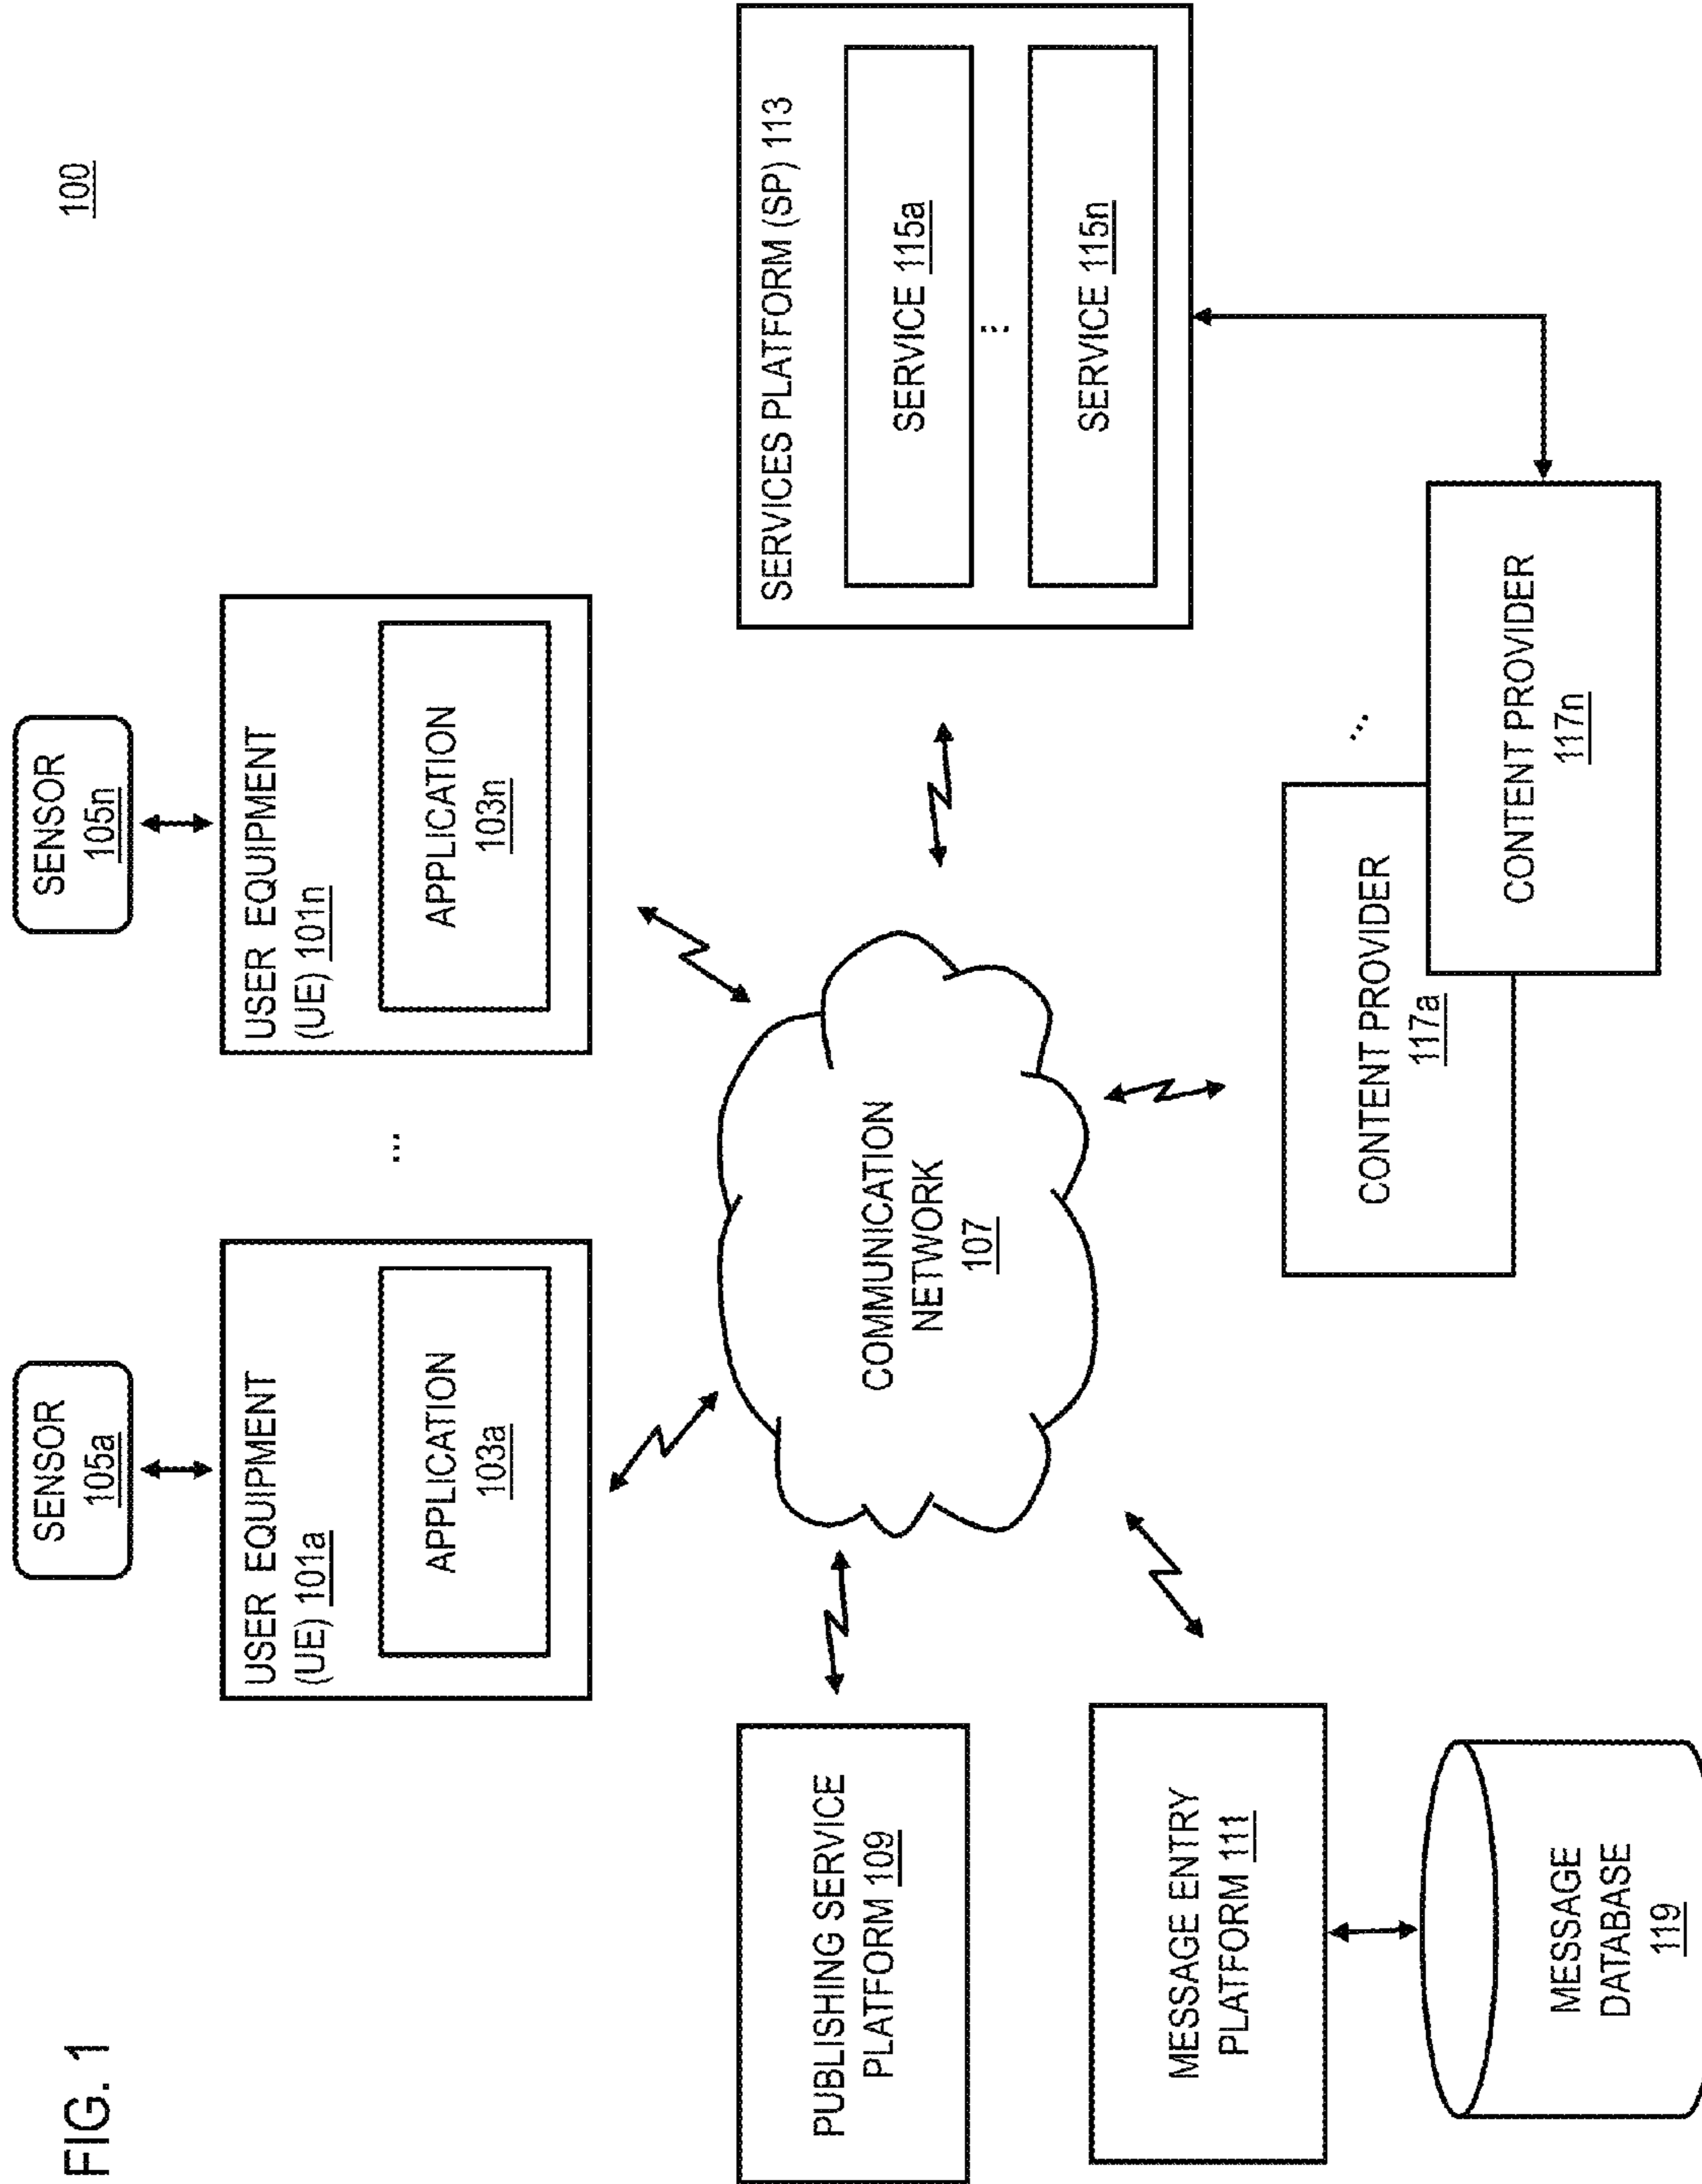 FIG. 1
100
SENSOR
105a
SENSOR
105n
USER EQUIPMENT
(UE) 101a
APPLICATION
103a
...
USER EQUIPMENT
(UE) 101n
APPLICATION
103n
PUBLISHING SERVICE
PLATFORM 109
COMMUNICATION
NETWORK
107
SERVICES PLATFORM (SP) 113
SERVICE 115a
...
SERVICE 115n
MESSAGE ENTRY
PLATFORM 111
MESSAGE
DATABASE
119
CONTENT PROVIDER
117a
...
CONTENT PROVIDER
117n